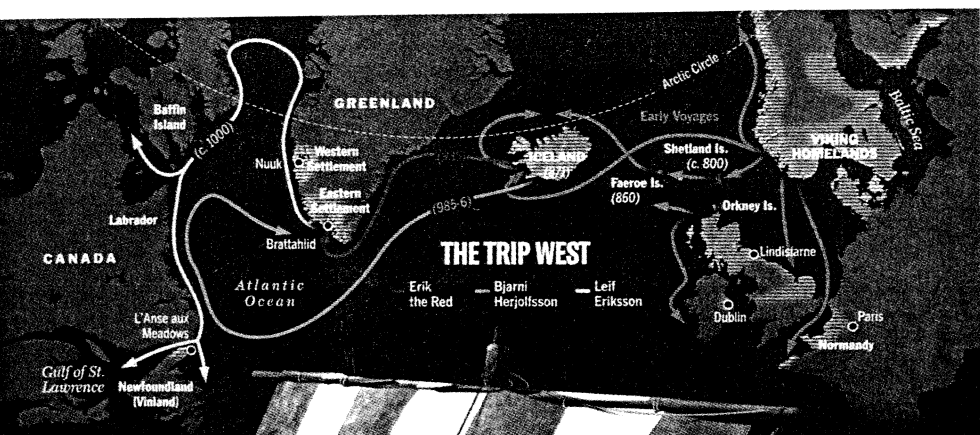 Arctic Circle
GREENLAND
Early Voyages
Baltic Sea
Baffin
Island
(c. 1000)
Nuuk
Western
Settlement
Eastern
Settlement
ICELAND
Shetland Is.
(c. 800)
VIKING
HOMELANDS
Faeroe Is.
(860)
Orkney Is.
Labrador
(985-6)
Brattahlid
CANADA
THE TRIP WEST
Lindisfarne
Atlantic
Ocean
Erik
the Red
Bjarni
Herjolfsson
Leif
Eriksson
Dublin
Paris
Normandy
L'Anse aux
Meadows
Gulf of St.
Lawrence
Newfoundland
(Vinland)